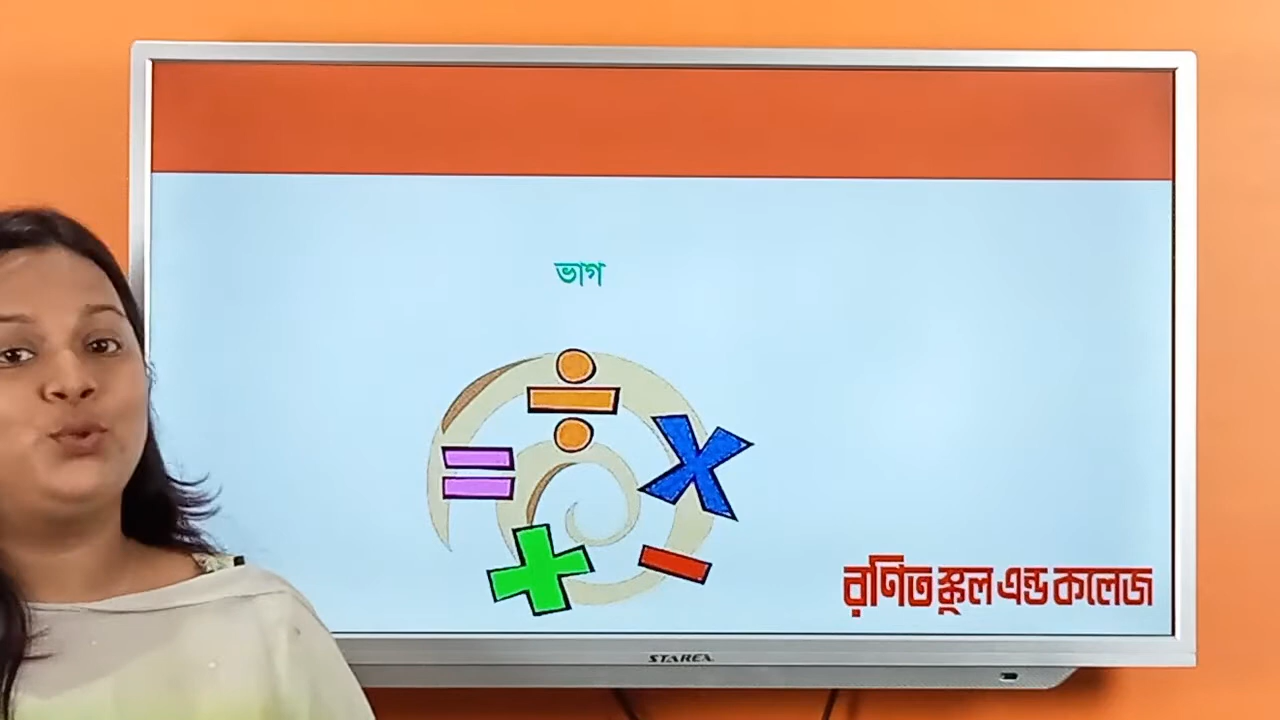 ভাগ
÷
= x
+ −
রণিত স্কুল এন্ড কলেজ
STAREX